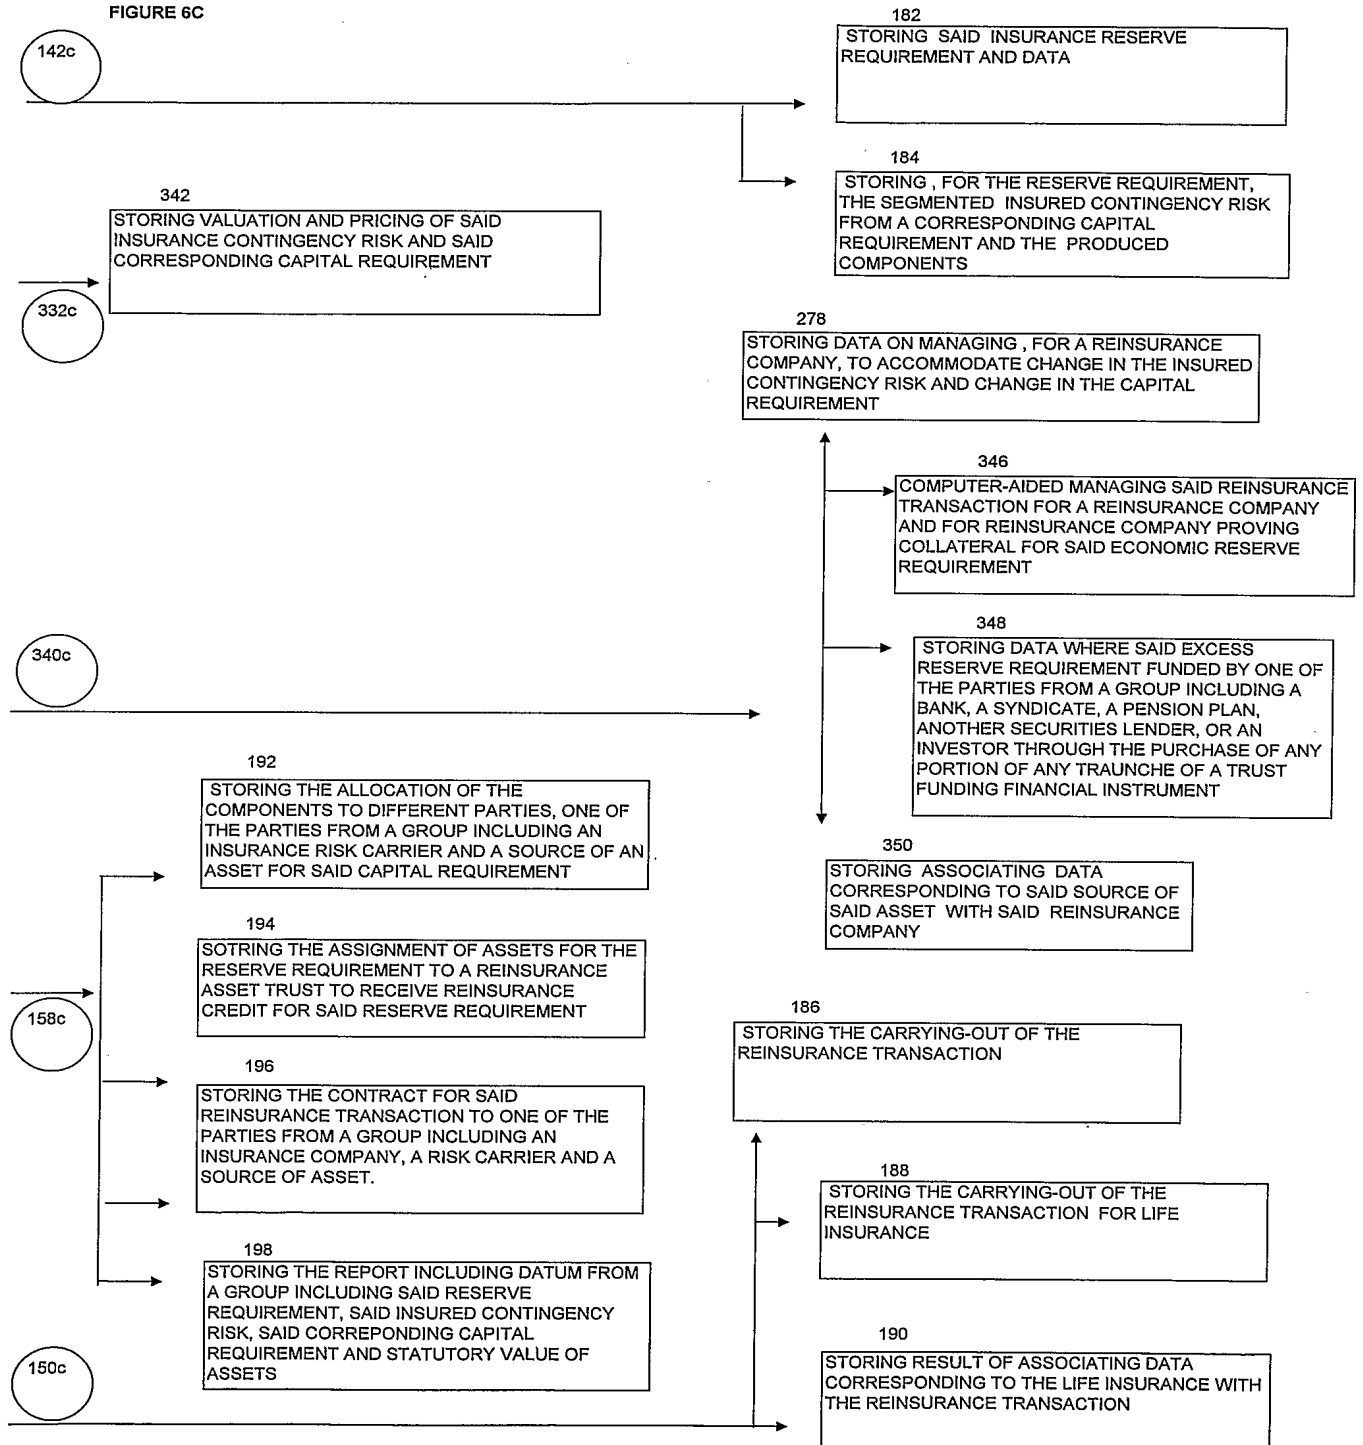 FIGURE 6C
142c
182
STORING SAID INSURANCE RESERVE
REQUIREMENT AND DATA
184
STORING , FOR THE RESERVE REQUIREMENT,
THE SEGMENTED INSURED CONTINGENCY RISK
FROM A CORRESPONDING CAPITAL
REQUIREMENT AND THE PRODUCED
COMPONENTS
342
STORING VALUATION AND PRICING OF SAID
INSURANCE CONTINGENCY RISK AND SAID
CORRESPONDING CAPITAL REQUIREMENT
332c
278
STORING DATA ON MANAGING , FOR A REINSURANCE
COMPANY, TO ACCOMMODATE CHANGE IN THE INSURED
CONTINGENCY RISK AND CHANGE IN THE CAPITAL
REQUIREMENT
346
COMPUTER-AIDED MANAGING SAID REINSURANCE
TRANSACTION FOR A REINSURANCE COMPANY
AND FOR REINSURANCE COMPANY PROVING
COLLATERAL FOR SAID ECONOMIC RESERVE
REQUIREMENT
348
STORING DATA WHERE SAID EXCESS
RESERVE REQUIREMENT FUNDED BY ONE OF
THE PARTIES FROM A GROUP INCLUDING A
BANK, A SYNDICATE, A PENSION PLAN,
ANOTHER SECURITIES LENDER, OR AN
INVESTOR THROUGH THE PURCHASE OF ANY
PORTION OF ANY TRAUNCHE OF A TRUST
FUNDING FINANCIAL INSTRUMENT
340c
350
STORING ASSOCIATING DATA
CORRESPONDING TO SAID SOURCE OF
SAID ASSET WITH SAID REINSURANCE
COMPANY
192
STORING THE ALLOCATION OF THE
COMPONENTS TO DIFFERENT PARTIES, ONE OF
THE PARTIES FROM A GROUP INCLUDING AN
INSURANCE RISK CARRIER AND A SOURCE OF AN
ASSET FOR SAID CAPITAL REQUIREMENT
194
SOTRING THE ASSIGNMENT OF ASSETS FOR THE
RESERVE REQUIREMENT TO A REINSURANCE
ASSET TRUST TO RECEIVE REINSURANCE
CREDIT FOR SAID RESERVE REQUIREMENT
158c
196
STORING THE CONTRACT FOR SAID
REINSURANCE TRANSACTION TO ONE OF THE
PARTIES FROM A GROUP INCLUDING AN
INSURANCE COMPANY, A RISK CARRIER AND A
SOURCE OF ASSET.
198
STORING THE REPORT INCLUDING DATUM FROM
A GROUP INCLUDING SAID RESERVE
REQUIREMENT, SAID INSURED CONTINGENCY
RISK, SAID CORREPONDING CAPITAL
REQUIREMENT AND STATUTORY VALUE OF
ASSETS
150c
186
STORING THE CARRYING-OUT OF THE
REINSURANCE TRANSACTION
188
STORING THE CARRYING-OUT OF THE
REINSURANCE TRANSACTION FOR LIFE
INSURANCE
190
STORING RESULT OF ASSOCIATING DATA
CORRESPONDING TO THE LIFE INSURANCE WITH
THE REINSURANCE TRANSACTION